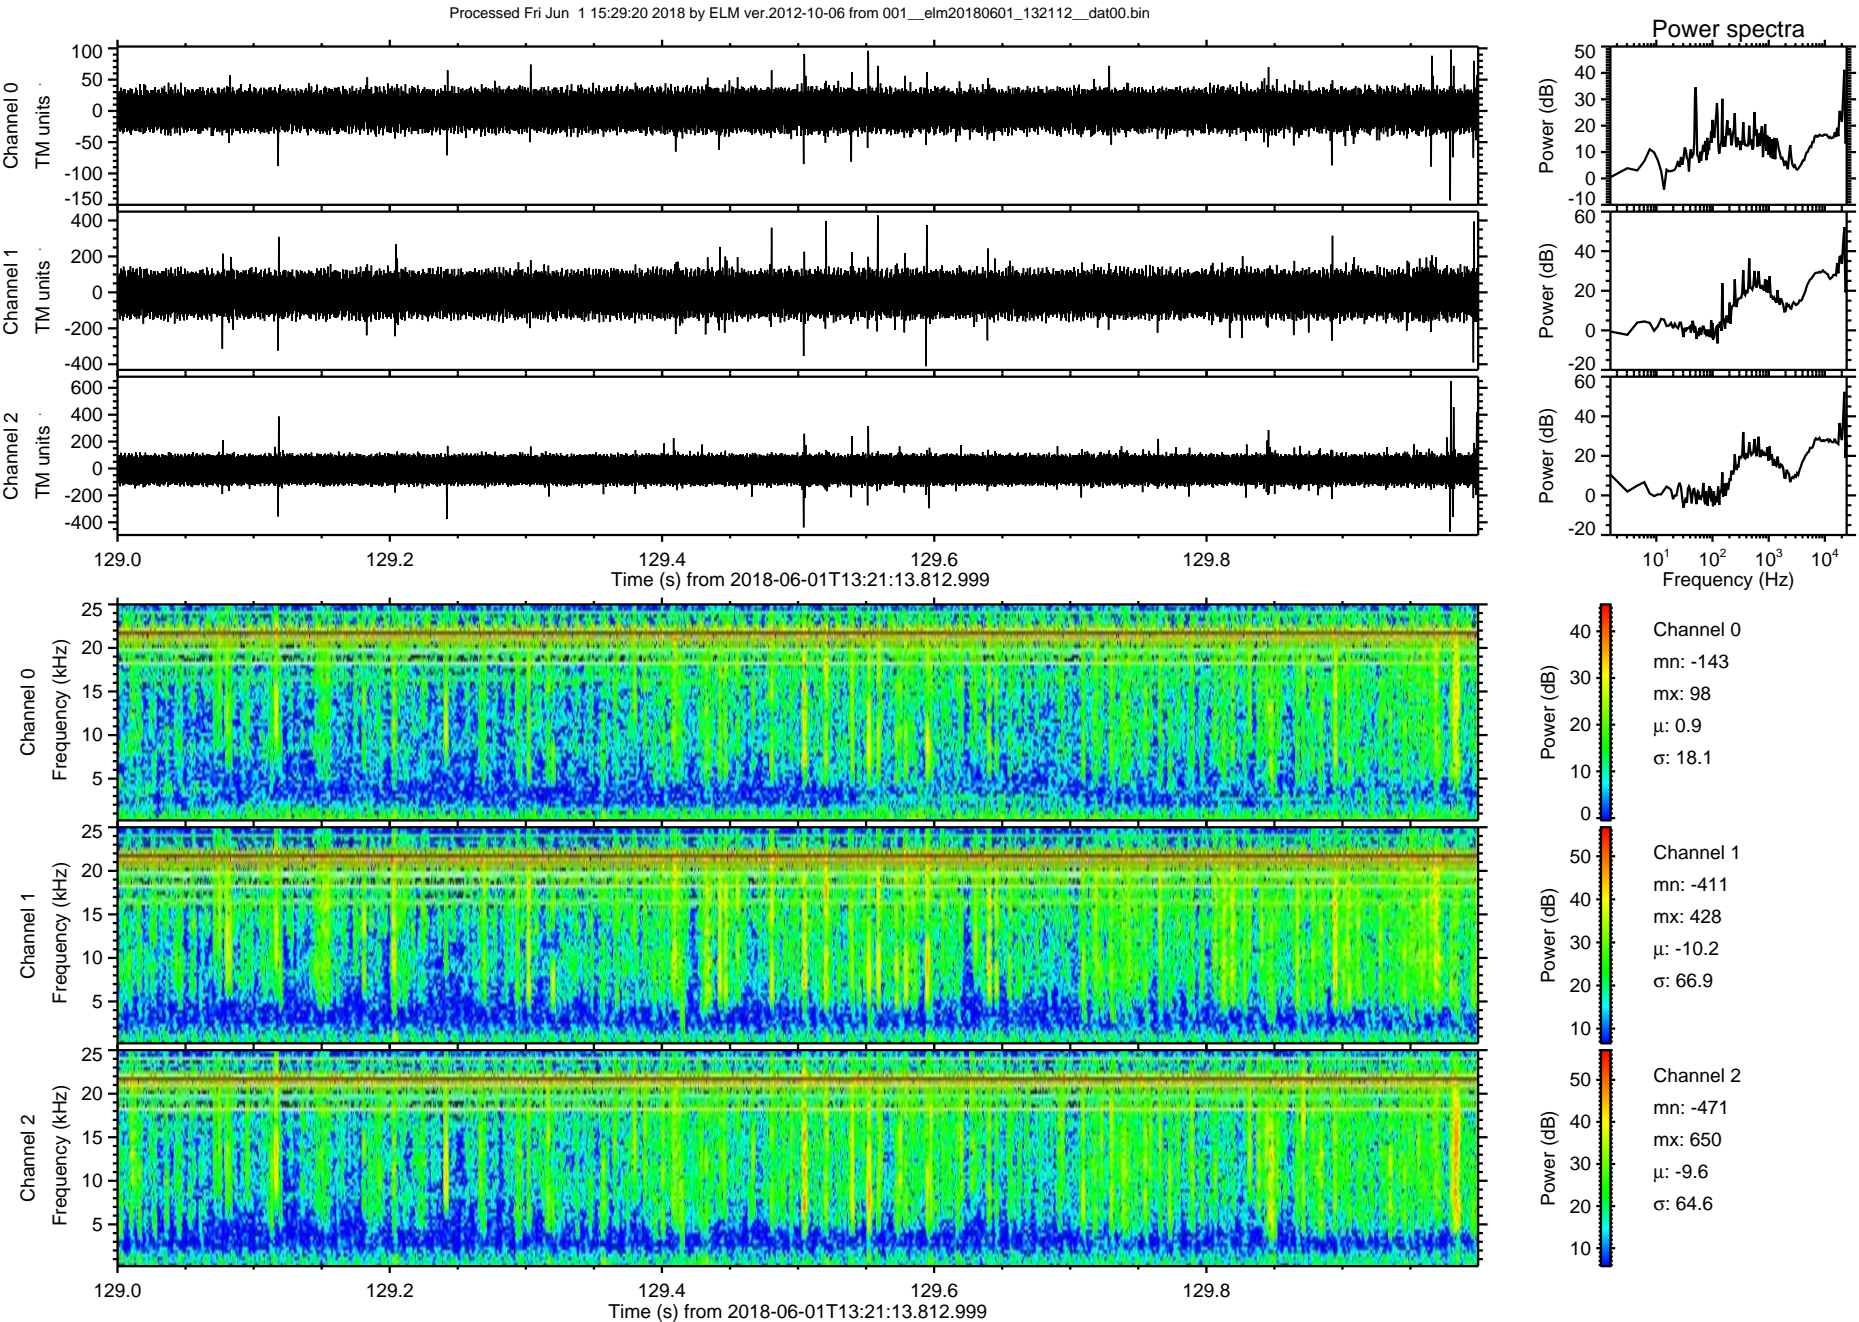 Processed Fri Jun  1 15:29:20 2018 by ELM ver.2012-10-06 from 001__elm20180601_132112__dat00.bin
Power spectra
Channel 0
TM units
100
50
0
-50
-100
-150
Power (dB)
50
40
30
20
10
0
-10
Channel 1
TM units
400
200
0
-200
-400
Power (dB)
60
40
20
0
-20
Channel 2
TM units
600
400
200
0
-200
-400
Power (dB)
60
40
20
0
-20
129.0 129.2 129.4 129.6 129.8
Time (s) from 2018-06-01T13:21:13.812.999
10^1 10^2 10^3 10^4
Frequency (Hz)
Channel 0
Frequency (kHz)
25
20
15
10
5
Power (dB)
40
30
20
10
0
Channel 0
mn: -143
mx: 98
μ: 0.9
σ: 18.1
Channel 1
Frequency (kHz)
25
20
15
10
5
Power (dB)
50
40
30
20
10
Channel 1
mn: -411
mx: 428
μ: -10.2
σ: 66.9
Channel 2
Frequency (kHz)
25
20
15
10
5
Power (dB)
50
40
30
20
10
Channel 2
mn: -471
mx: 650
μ: -9.6
σ: 64.6
129.0 129.2 129.4 129.6 129.8
Time (s) from 2018-06-01T13:21:13.812.999